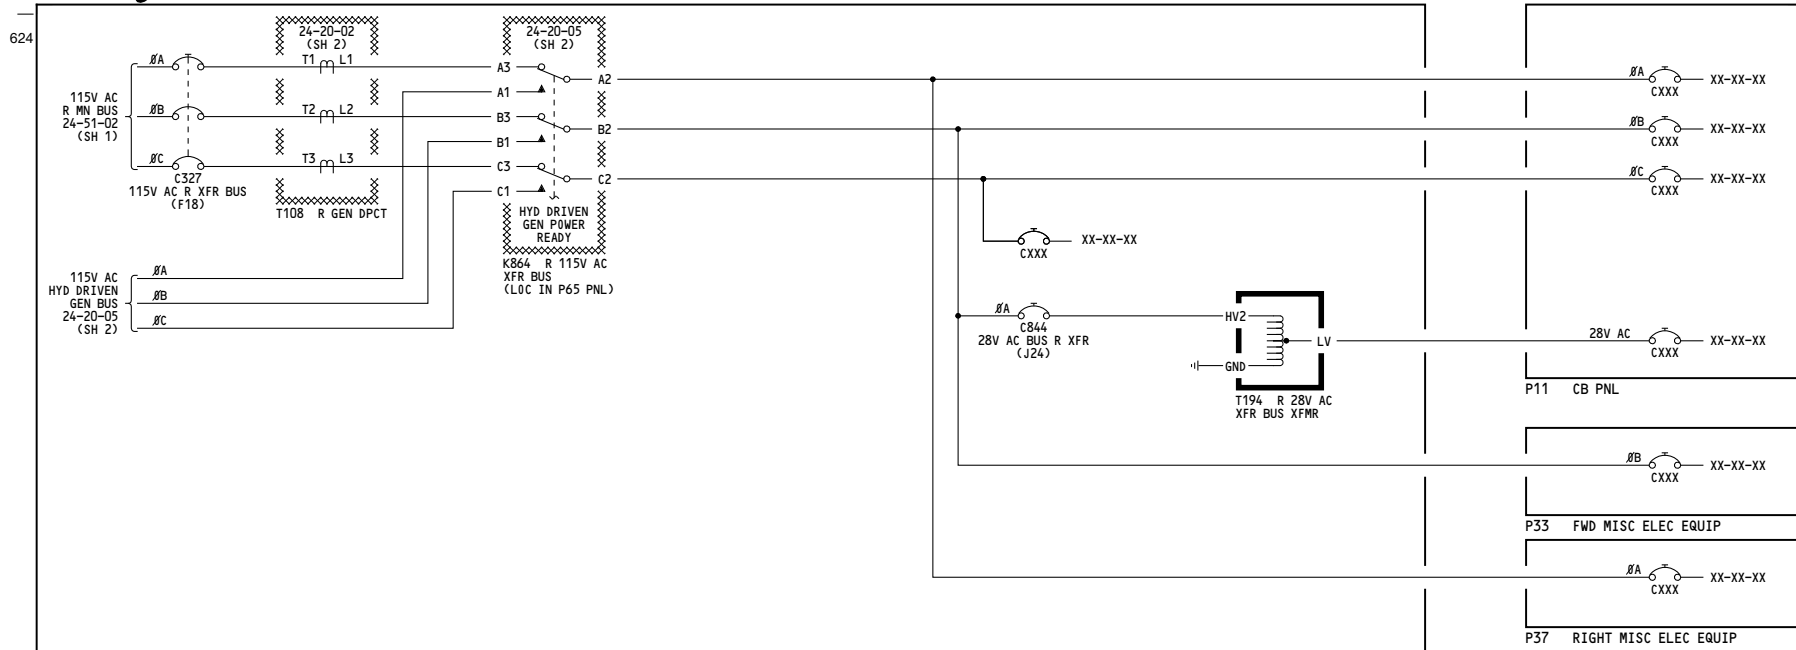 624
24-20-02
(SH 2)
24-20-05
(SH 2)
ØA
T1 L1
A3
A2
ØA
CXXX
XX-XX-XX
A1
115V AC
R MN BUS
24-51-02
(SH 1)
ØB
T2 L2
B3
B2
ØB
CXXX
XX-XX-XX
B1
ØC
T3 L3
C3
C2
ØC
CXXX
XX-XX-XX
C1
C327
115V AC R XFR BUS
(F18)
T108 R GEN DPCT
HYD DRIVEN
GEN POWER
READY
K864 R 115V AC
XFR BUS
(LOC IN P65 PNL)
CXXX
XX-XX-XX
115V AC
HYD DRIVEN
GEN BUS
24-20-05
(SH 2)
ØA
ØB
ØC
ØA
C844
28V AC BUS R XFR
(J24)
HV2
LV
GND
T194 R 28V AC
XFR BUS XFMR
28V AC
CXXX
XX-XX-XX
P11 CB PNL
ØB
CXXX
XX-XX-XX
P33 FWD MISC ELEC EQUIP
ØA
CXXX
XX-XX-XX
P37 RIGHT MISC ELEC EQUIP